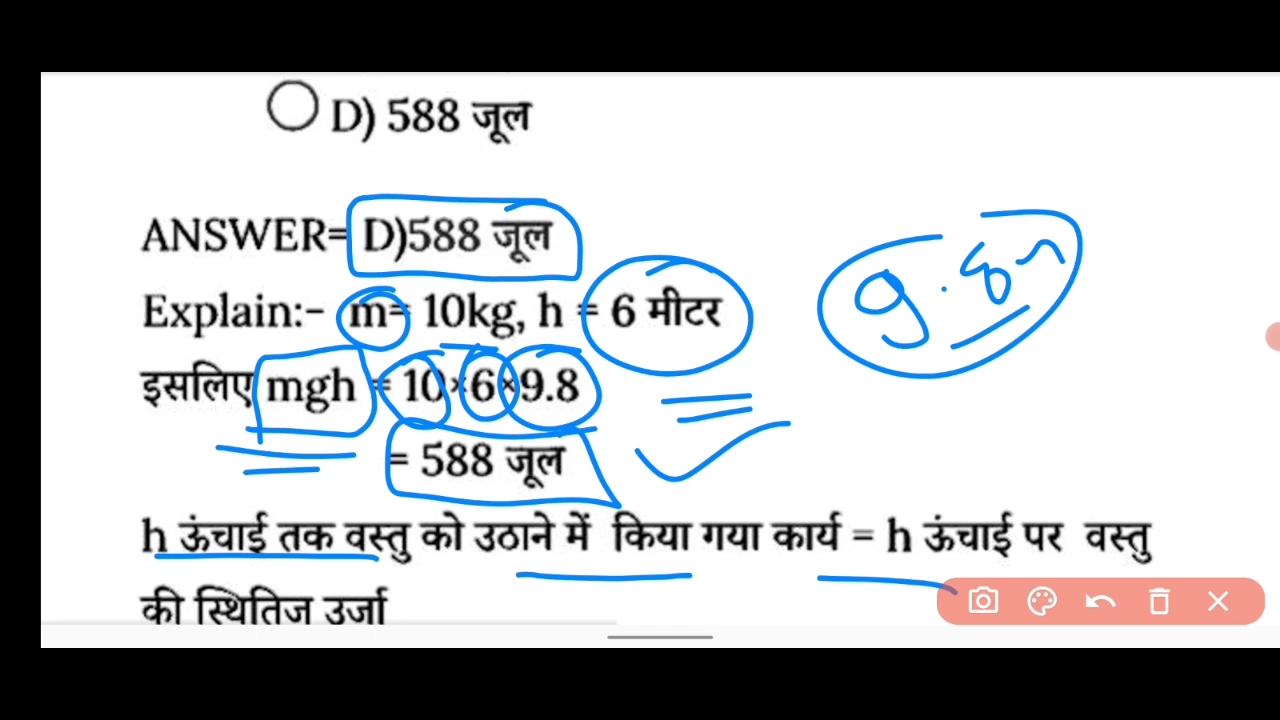 D) 588 जूल
ANSWER= D)588 जूल
Explain:- m= 10kg, h = 6 मीटर
9.8
इसलिए mgh = 10×6×9.8
= 588 जूल
h ऊंचाई तक वस्तु को उठाने में किया गया कार्य = h ऊंचाई पर वस्तु
की स्थितिज उर्जा